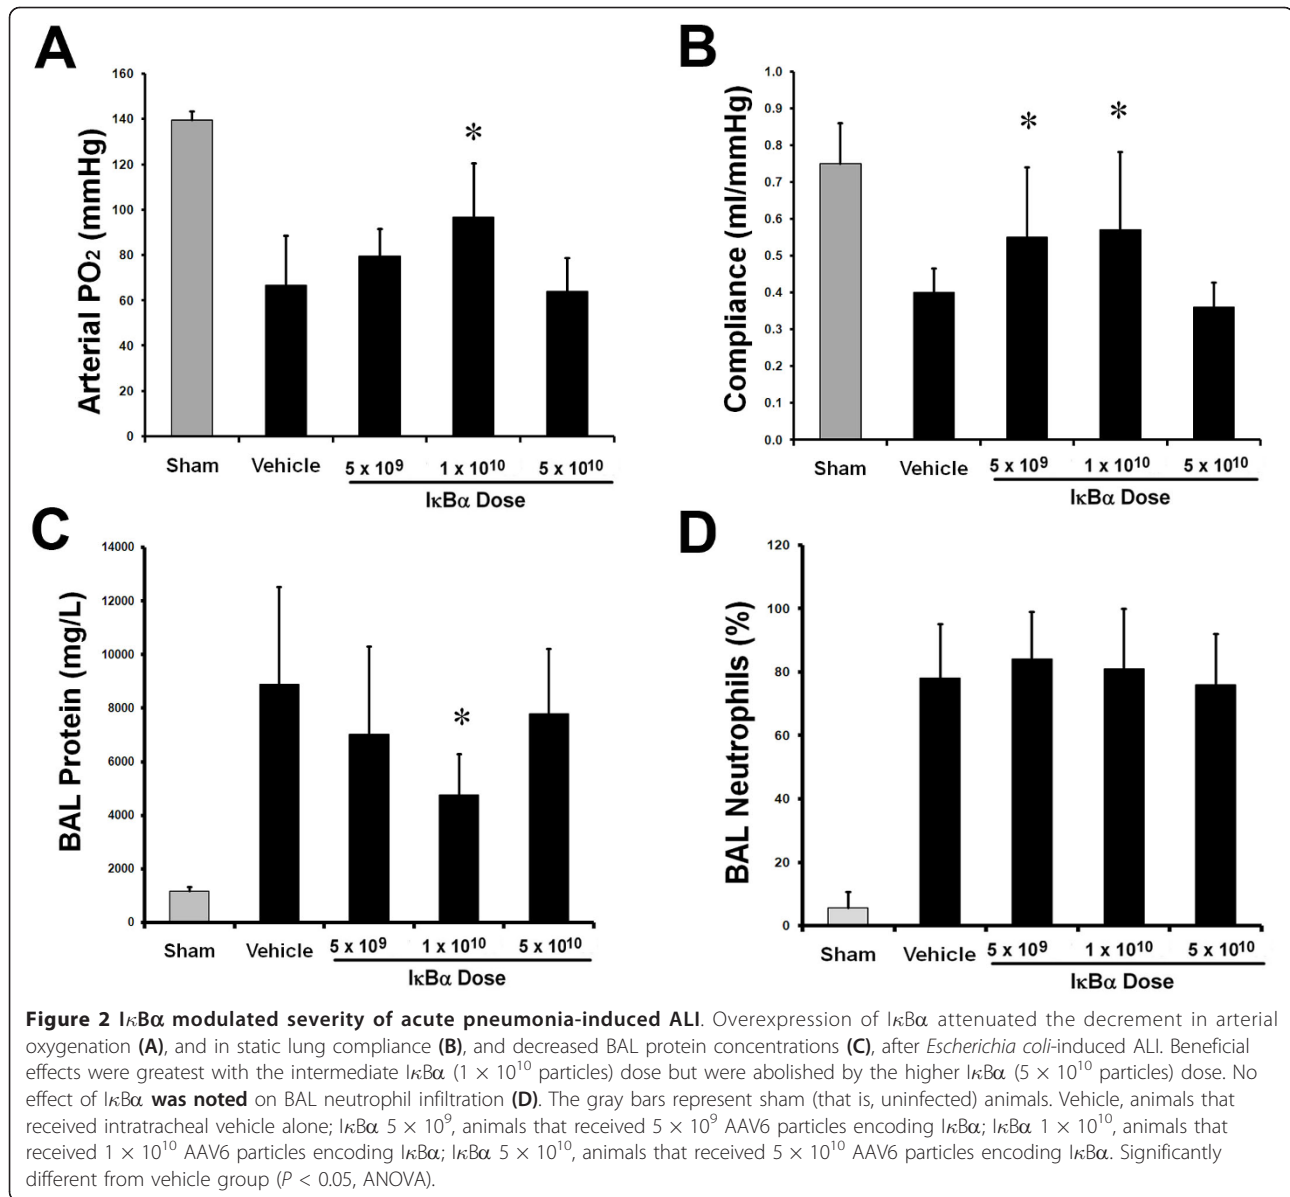 A
Arterial PO2 (mmHg)
160
140
120
100
80
60
40
20
0
*
Sham
Vehicle
5 x 10⁹
1 x 10¹⁰
5 x 10¹⁰
IκBα Dose
B
Compliance (ml/mmHg)
1.0
0.9
0.8
0.7
0.6
0.5
0.4
0.3
0.2
0.1
0.0
*
*
Sham
Vehicle
5 x 10⁹
1 x 10¹⁰
5 x 10¹⁰
IκBα Dose
C
BAL Protein (mg/L)
14000
12000
10000
8000
6000
4000
2000
0
*
Sham
Vehicle
5 x 10⁹
1 x 10¹⁰
5 x 10¹⁰
IκBα Dose
D
BAL Neutrophils (%)
120
100
80
60
40
20
0
Sham
Vehicle
5 x 10⁹
1 x 10¹⁰
5 x 10¹⁰
IκBα Dose
Figure 2 IκBα modulated severity of acute pneumonia-induced ALI. Overexpression of IκBα attenuated the decrement in arterial
oxygenation (A), and in static lung compliance (B), and decreased BAL protein concentrations (C), after Escherichia coli-induced ALI. Beneficial
effects were greatest with the intermediate IκBα (1 × 10¹⁰ particles) dose but were abolished by the higher IκBα (5 × 10¹⁰ particles) dose. No
effect of IκBα was noted on BAL neutrophil infiltration (D). The gray bars represent sham (that is, uninfected) animals. Vehicle, animals that
received intratracheal vehicle alone; IκBα 5 × 10⁹, animals that received 5 × 10⁹ AAV6 particles encoding IκBα; IκBα 1 × 10¹⁰, animals that
received 1 × 10¹⁰ AAV6 particles encoding IκBα; IκBα 5 × 10¹⁰, animals that received 5 × 10¹⁰ AAV6 particles encoding IκBα. Significantly
different from vehicle group (P < 0.05, ANOVA).